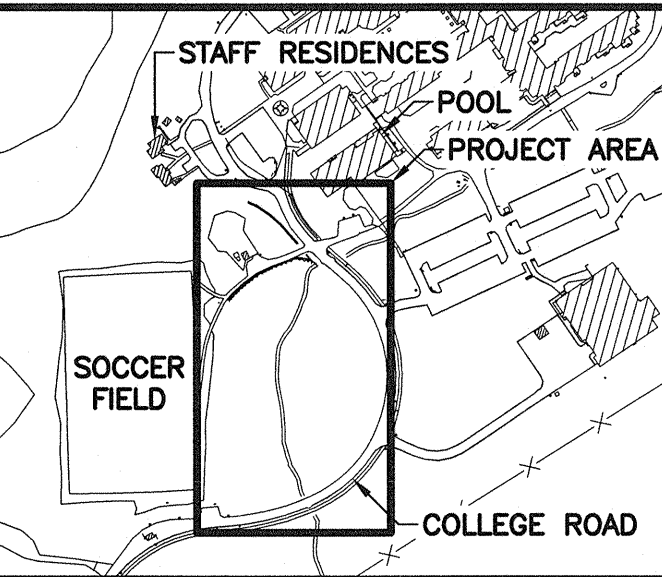 STAFF RESIDENCES
POOL
PROJECT AREA
SOCCER
FIELD
COLLEGE ROAD